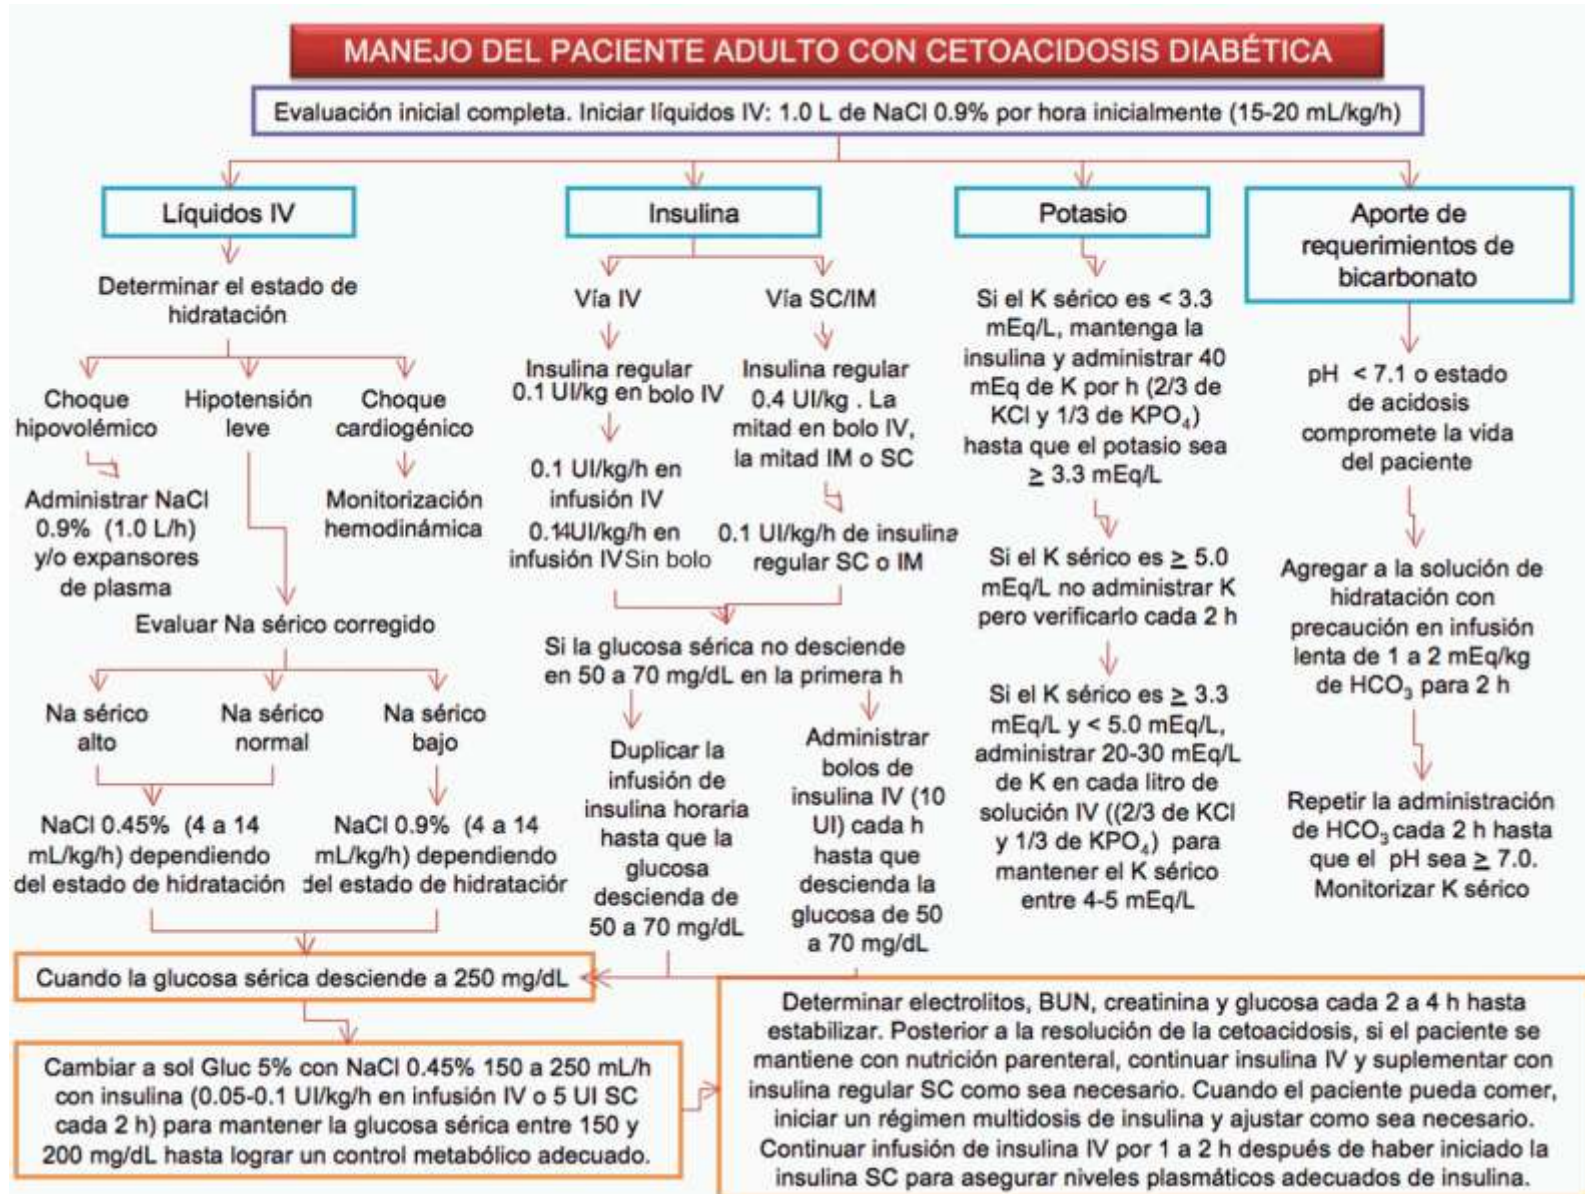 MANEJO DEL PACIENTE ADULTO CON CETOACIDOSIS DIABÉTICA
Evaluación inicial completa. Iniciar líquidos IV: 1.0 L de NaCl 0.9% por hora inicialmente (15-20 mL/kg/h)
Líquidos IV
Determinar el estado de
hidratación
Choque
hipovolémico
Administrar NaCl
0.9% (1.0 L/h)
y/o expansores
de plasma
Hipotensión
leve
Choque
cardiogénico
Monitorización
hemodinámica
Evaluar Na sérico corregido
Na sérico
alto
Na sérico
normal
Na sérico
bajo
NaCl 0.45% (4 a 14
mL/kg/h) dependiendo
del estado de hidratación
NaCl 0.9% (4 a 14
mL/kg/h) dependiendo
del estado de hidratación
Insulina
Vía IV
Insulina regular
0.1 UI/kg en bolo IV
0.1 UI/kg/h en
infusión IV
0.14UI/kg/h en
infusión IV Sin bolo
Vía SC/IM
Insulina regular
0.4 UI/kg . La
mitad en bolo IV,
la mitad IM o SC
0.1 UI/kg/h de insulina
regular SC o IM
Si la glucosa sérica no desciende
en 50 a 70 mg/dL en la primera h
Duplicar la
infusión de
insulina horaria
hasta que la
glucosa
descienda de
50 a 70 mg/dL
Administrar
bolos de
insulina IV (10
UI) cada h
hasta que
descienda la
glucosa de 50
a 70 mg/dL
Potasio
Si el K sérico es < 3.3
mEq/L, mantenga la
insulina y administrar 40
mEq de K por h (2/3 de
KCl y 1/3 de KPO₄)
hasta que el potasio sea
≥ 3.3 mEq/L
Si el K sérico es ≥ 5.0
mEq/L no administrar K
pero verificarlo cada 2 h
Si el K sérico es ≥ 3.3
mEq/L y < 5.0 mEq/L,
administrar 20-30 mEq/L
de K en cada litro de
solución IV ((2/3 de KCl
y 1/3 de KPO₄) para
mantener el K sérico
entre 4-5 mEq/L
Aporte de
requerimientos de
bicarbonato
pH < 7.1 o estado
de acidosis
compromete la vida
del paciente
Agregar a la solución de
hidratación con
precaución en infusión
lenta de 1 a 2 mEq/kg
de HCO₃ para 2 h
Repetir la administración
de HCO₃ cada 2 h hasta
que el pH sea ≥ 7.0.
Monitorizar K sérico
Cuando la glucosa sérica desciende a 250 mg/dL
Cambiar a sol Gluc 5% con NaCl 0.45% 150 a 250 mL/h
con insulina (0.05-0.1 UI/kg/h en infusión IV o 5 UI SC
cada 2 h) para mantener la glucosa sérica entre 150 y
200 mg/dL hasta lograr un control metabólico adecuado.
Determinar electrolitos, BUN, creatinina y glucosa cada 2 a 4 h hasta
estabilizar. Posterior a la resolución de la cetoacidosis, si el paciente se
mantiene con nutrición parenteral, continuar insulina IV y suplementar con
insulina regular SC como sea necesario. Cuando el paciente pueda comer,
iniciar un régimen multidosis de insulina y ajustar como sea necesario.
Continuar infusión de insulina IV por 1 a 2 h después de haber iniciado la
insulina SC para asegurar niveles plasmáticos adecuados de insulina.